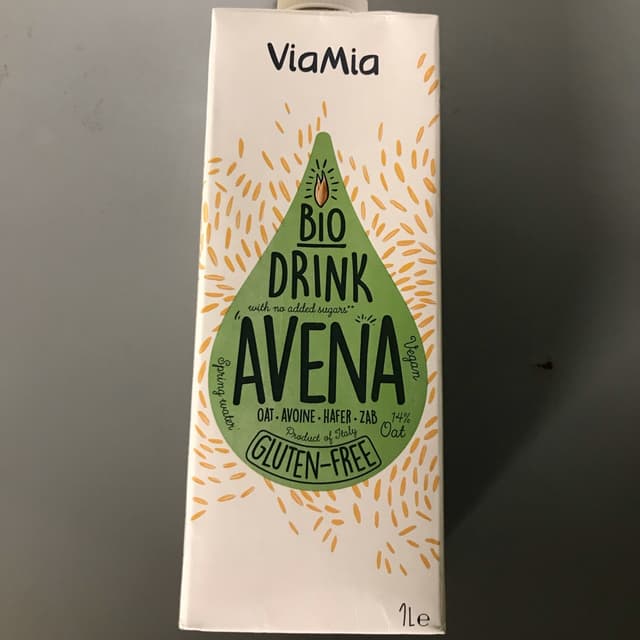 ViaMia
BIO
DRINK
with no added sugars**
AVENA
Vegan
Spring water
OAT • AVOINE • HAFER • ZAB
14%
Oat
Product of Italy
GLUTEN-FREE
1L e